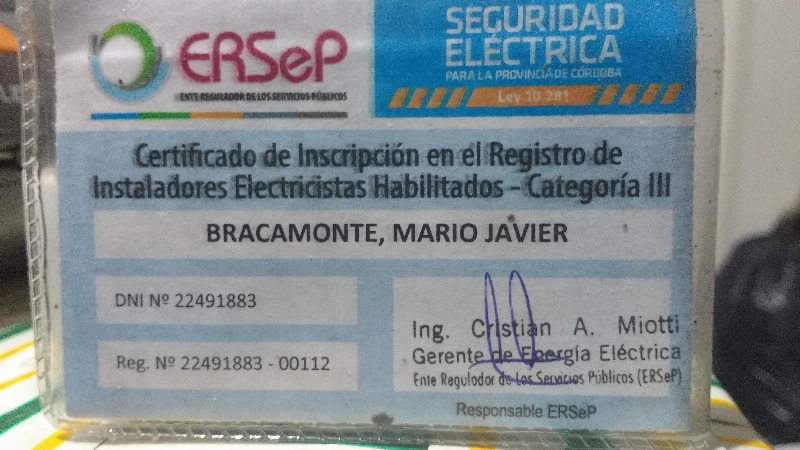 ERSeP
ENTE REGULADOR DE LOS SERVICIOS PÚBLICOS
SEGURIDAD
ELÉCTRICA
PARA LA PROVINCIA DE CÓRDOBA
Ley 10.281
Certificado de Inscripción en el Registro de
Instaladores Electricistas Habilitados - Categoría III
BRACAMONTE, MARIO JAVIER
DNI Nº 22491883
Reg. Nº 22491883 - 00112
Ing. Cristian A. Miotti
Gerente de Energía Eléctrica
Ente Regulador de Los Servicios Públicos (ERSeP)
Responsable ERSeP